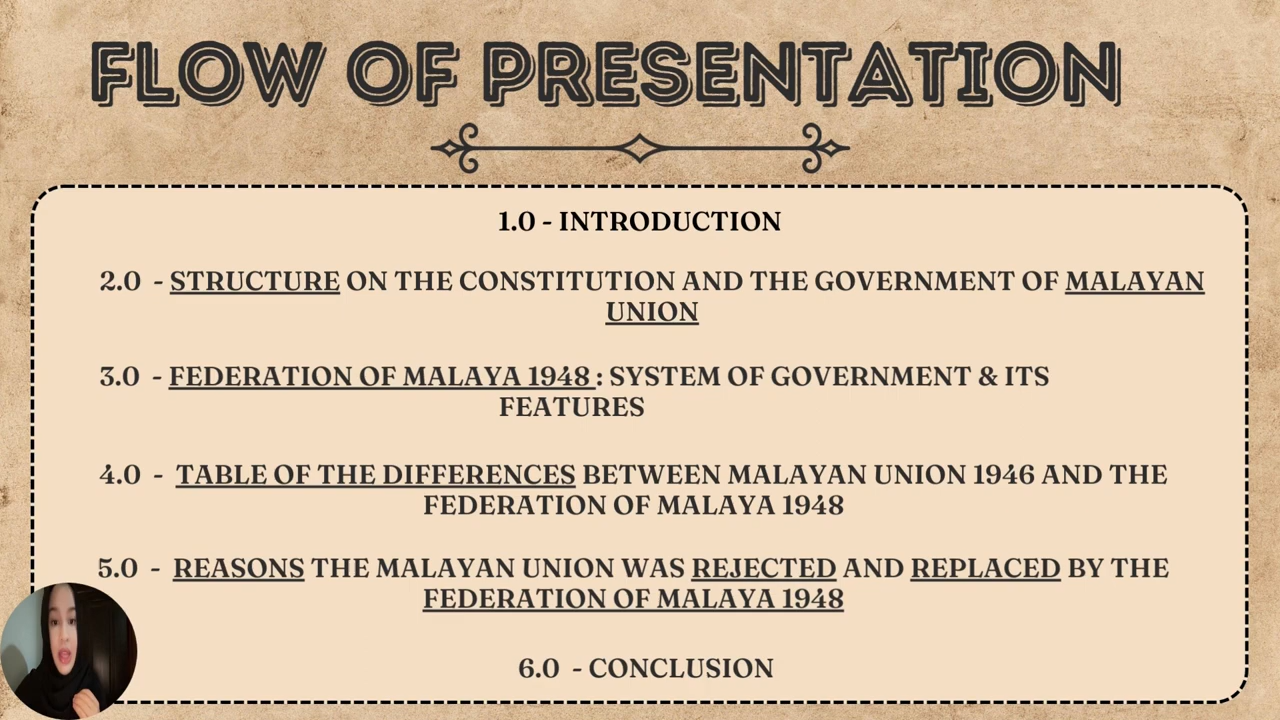 FLOW OF PRESENTATION
1.0 - INTRODUCTION
2.0 - STRUCTURE ON THE CONSTITUTION AND THE GOVERNMENT OF MALAYAN
UNION
3.0 - FEDERATION OF MALAYA 1948 : SYSTEM OF GOVERNMENT & ITS
FEATURES
4.0 - TABLE OF THE DIFFERENCES BETWEEN MALAYAN UNION 1946 AND THE
FEDERATION OF MALAYA 1948
5.0 - REASONS THE MALAYAN UNION WAS REJECTED AND REPLACED BY THE
FEDERATION OF MALAYA 1948
6.0 - CONCLUSION